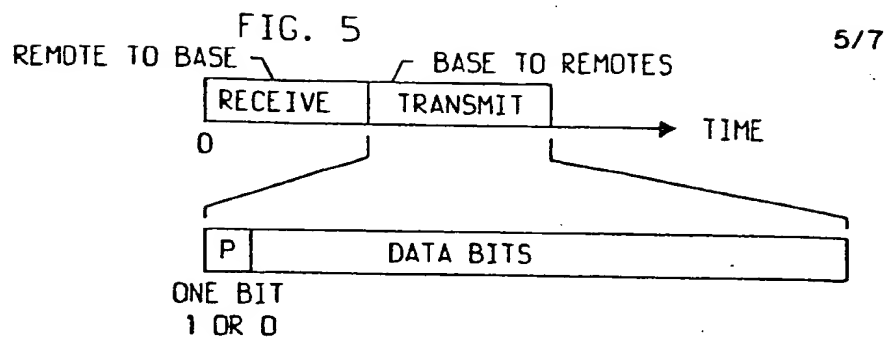 FIG. 5
5/7
REMOTE TO BASE
BASE TO REMOTES
RECEIVE
TRANSMIT
0
TIME
P
DATA BITS
ONE BIT
1 OR 0